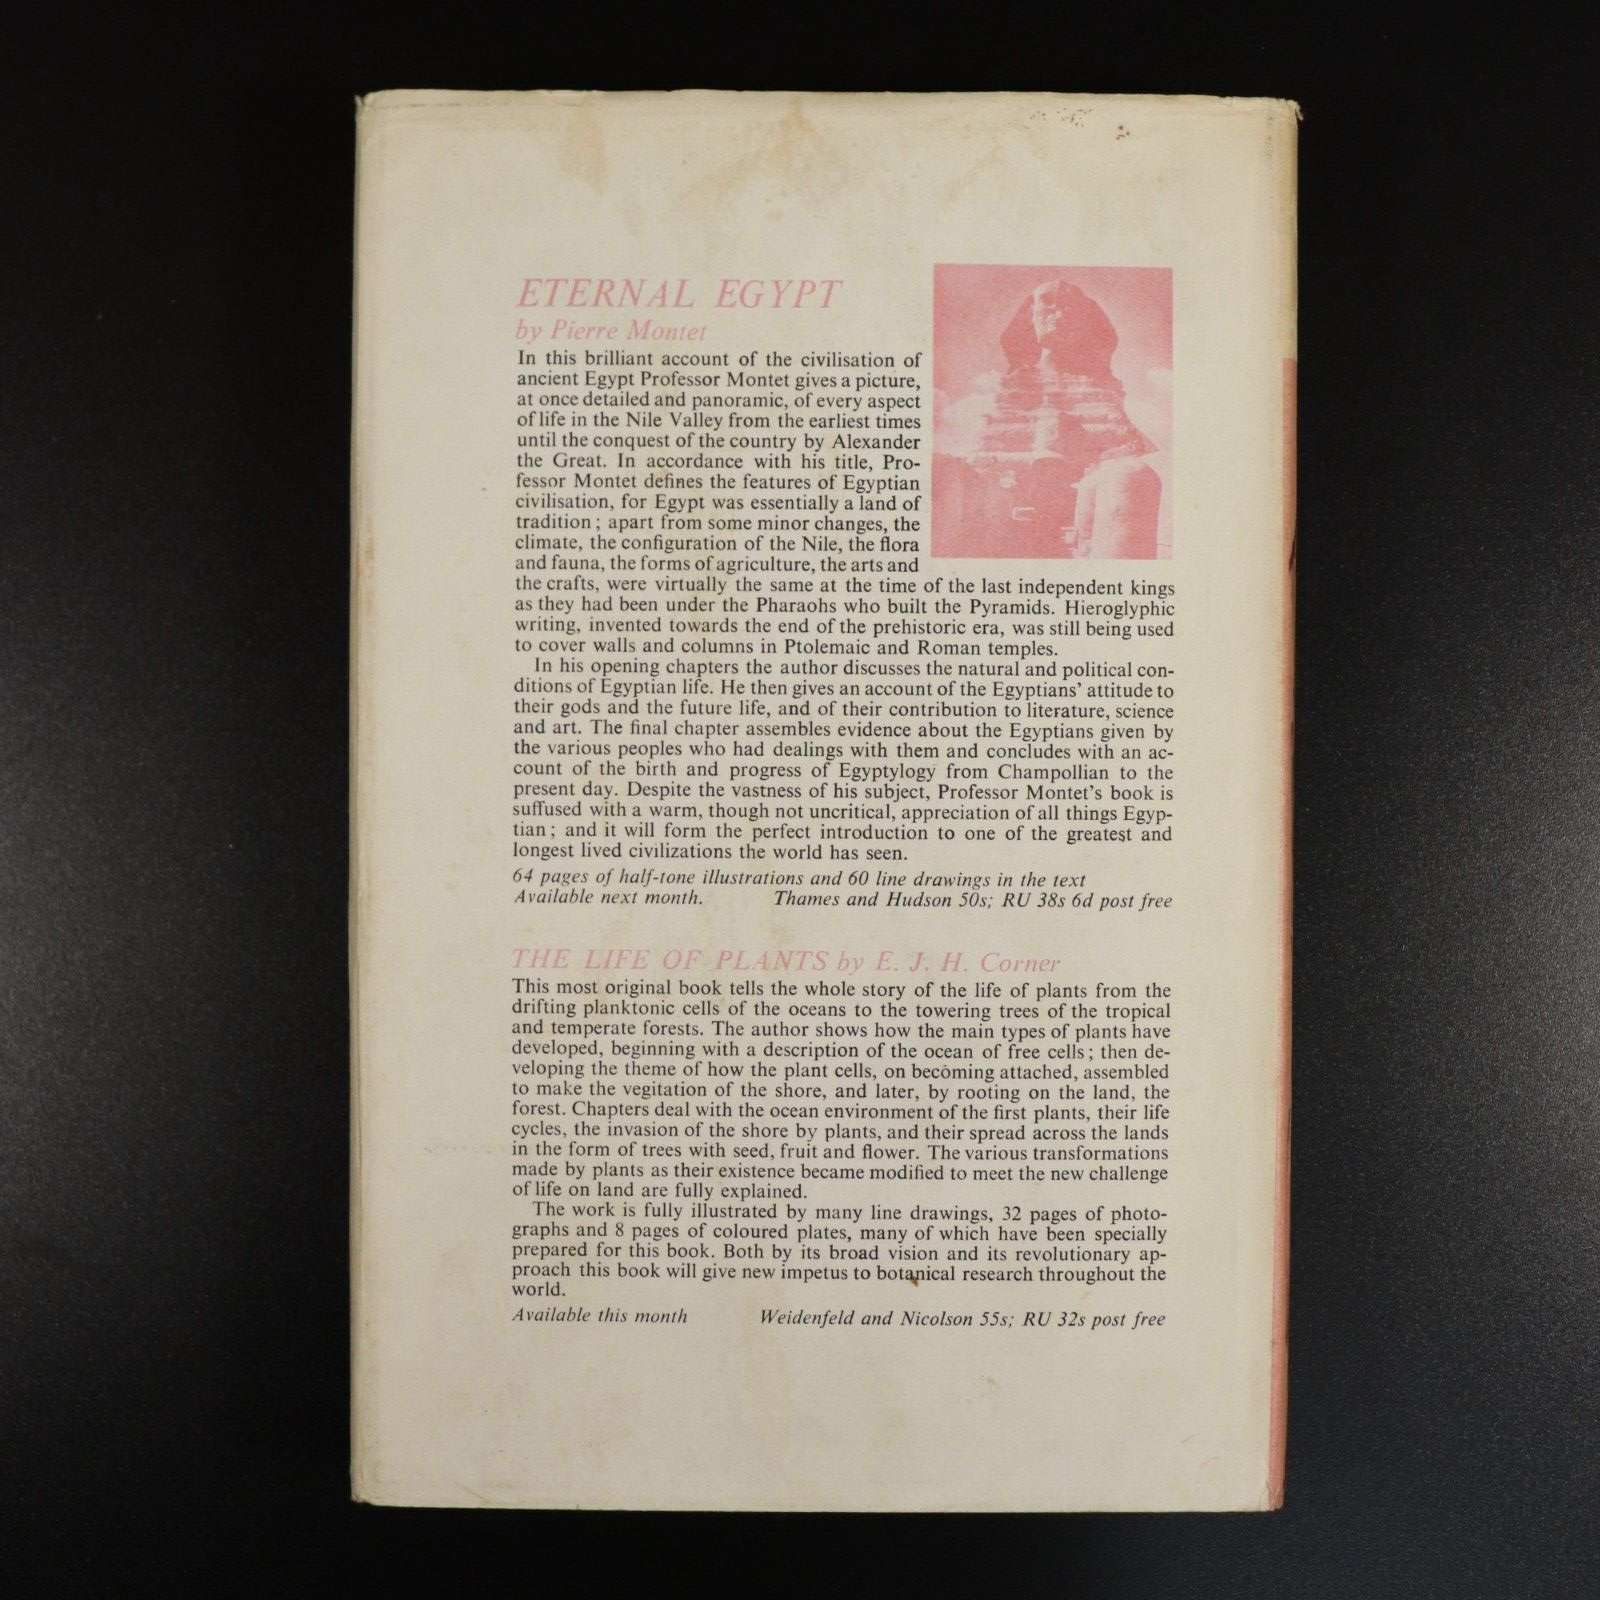 ETERNAL EGYPT
by Pierre Montet
In this brilliant account of the civilisation of
ancient Egypt Professor Montet gives a picture,
at once detailed and panoramic, of every aspect
of life in the Nile Valley from the earliest times
until the conquest of the country by Alexander
the Great. In accordance with his title, Pro-
fessor Montet defines the features of Egyptian
civilisation, for Egypt was essentially a land of
tradition; apart from some minor changes, the
climate, the configuration of the Nile, the flora
and fauna, the forms of agriculture, the arts and
the crafts, were virtually the same at the time of the last independent kings
as they had been under the Pharaohs who built the Pyramids. Hieroglyphic
writing, invented towards the end of the prehistoric era, was still being used
to cover walls and columns in Ptolemaic and Roman temples.
In his opening chapters the author discusses the natural and political con-
ditions of Egyptian life. He then gives an account of the Egyptians' attitude to
their gods and the future life, and of their contribution to literature, science
and art. The final chapter assembles evidence about the Egyptians given by
the various peoples who had dealings with them and concludes with an ac-
count of the birth and progress of Egyptylogy from Champollian to the
present day. Despite the vastness of his subject, Professor Montet's book is
suffused with a warm, though not uncritical, appreciation of all things Egyp-
tian; and it will form the perfect introduction to one of the greatest and
longest lived civilizations the world has seen.
64 pages of half-tone illustrations and 60 line drawings in the text
Available next month. Thames and Hudson 50s; RU 38s 6d post free
THE LIFE OF PLANTS by E. J. H. Corner
This most original book tells the whole story of the life of plants from the
drifting planktonic cells of the oceans to the towering trees of the tropical
and temperate forests. The author shows how the main types of plants have
developed, beginning with a description of the ocean of free cells; then de-
veloping the theme of how the plant cells, on becoming attached, assembled
to make the vegitation of the shore, and later, by rooting on the land, the
forest. Chapters deal with the ocean environment of the first plants, their life
cycles, the invasion of the shore by plants, and their spread across the lands
in the form of trees with seed, fruit and flower. The various transformations
made by plants as their existence became modified to meet the new challenge
of life on land are fully explained.
The work is fully illustrated by many line drawings, 32 pages of photo-
graphs and 8 pages of coloured plates, many of which have been specially
prepared for this book. Both by its broad vision and its revolutionary ap-
proach this book will give new impetus to botanical research throughout the
world.
Available this month Weidenfeld and Nicolson 55s; RU 32s post free